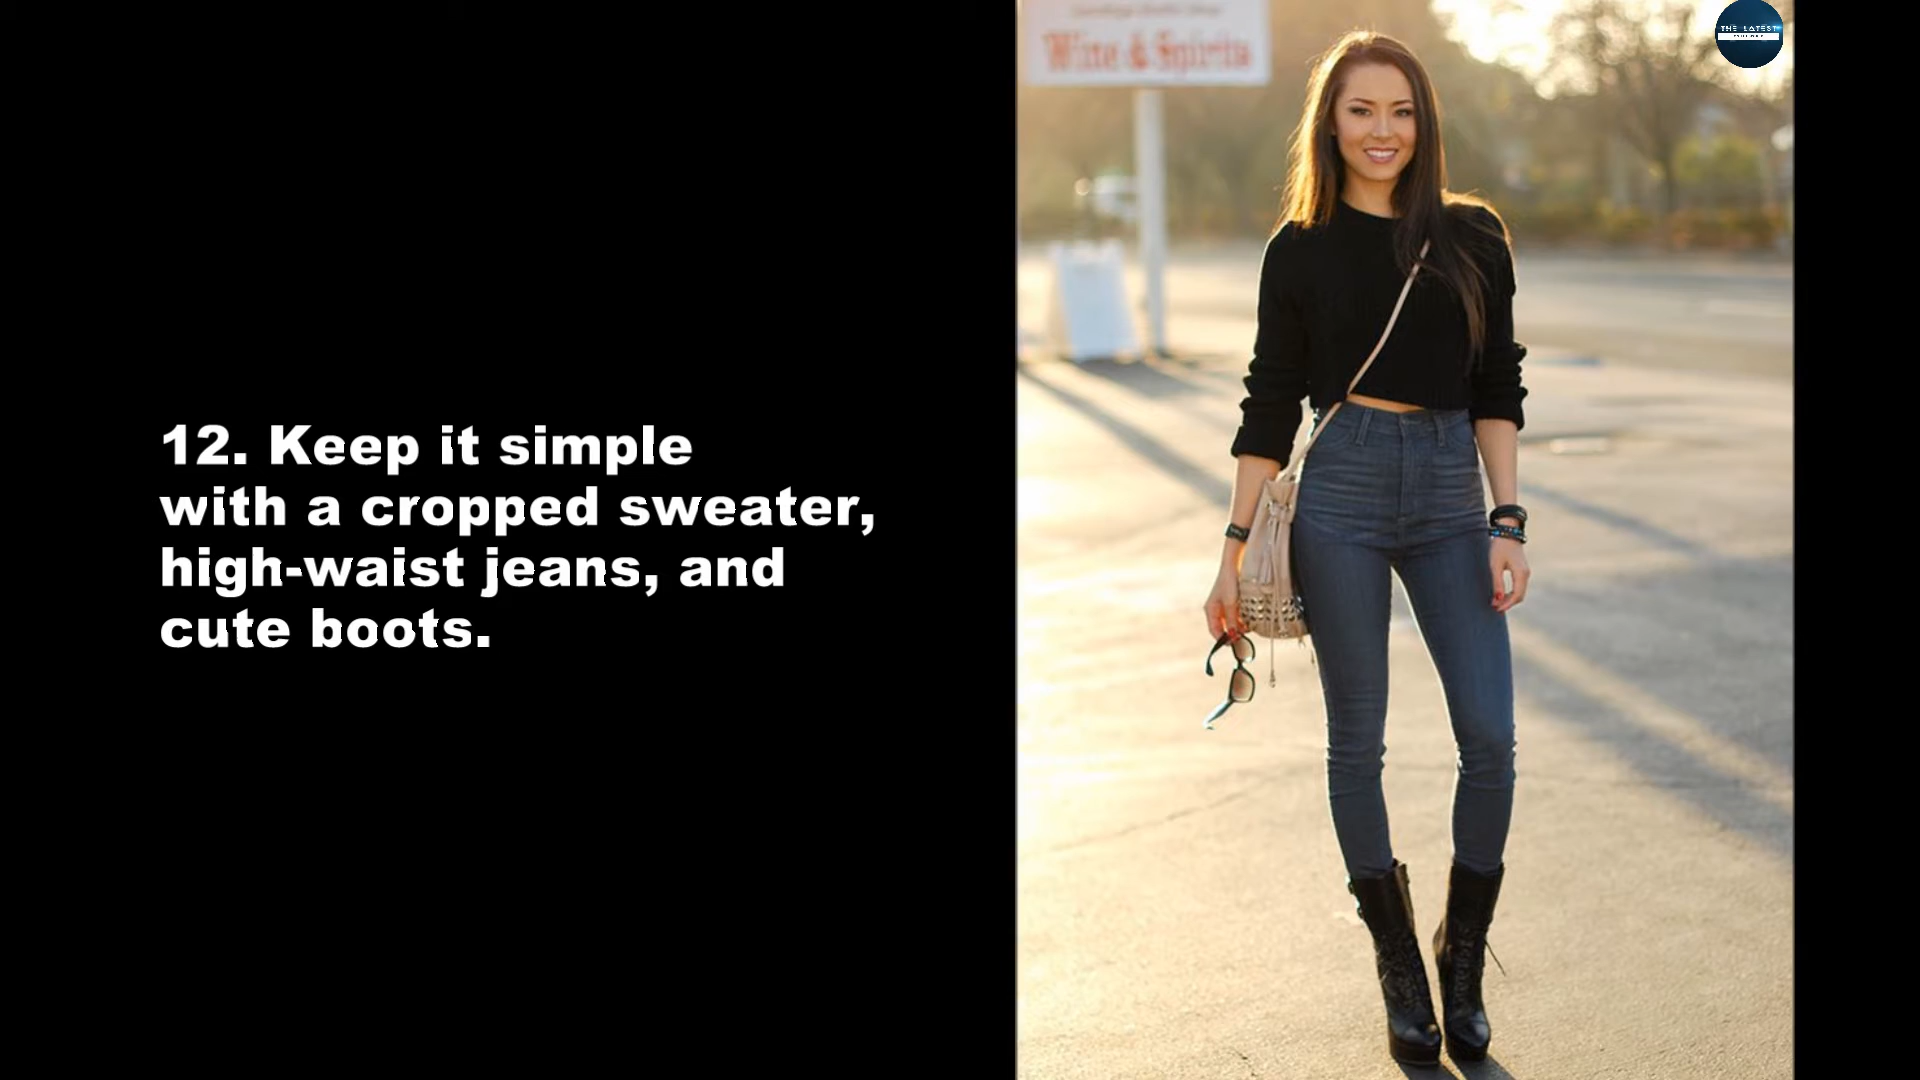 Wine & Spirits
THE LATEST
12. Keep it simple
with a cropped sweater,
high-waist jeans, and
cute boots.